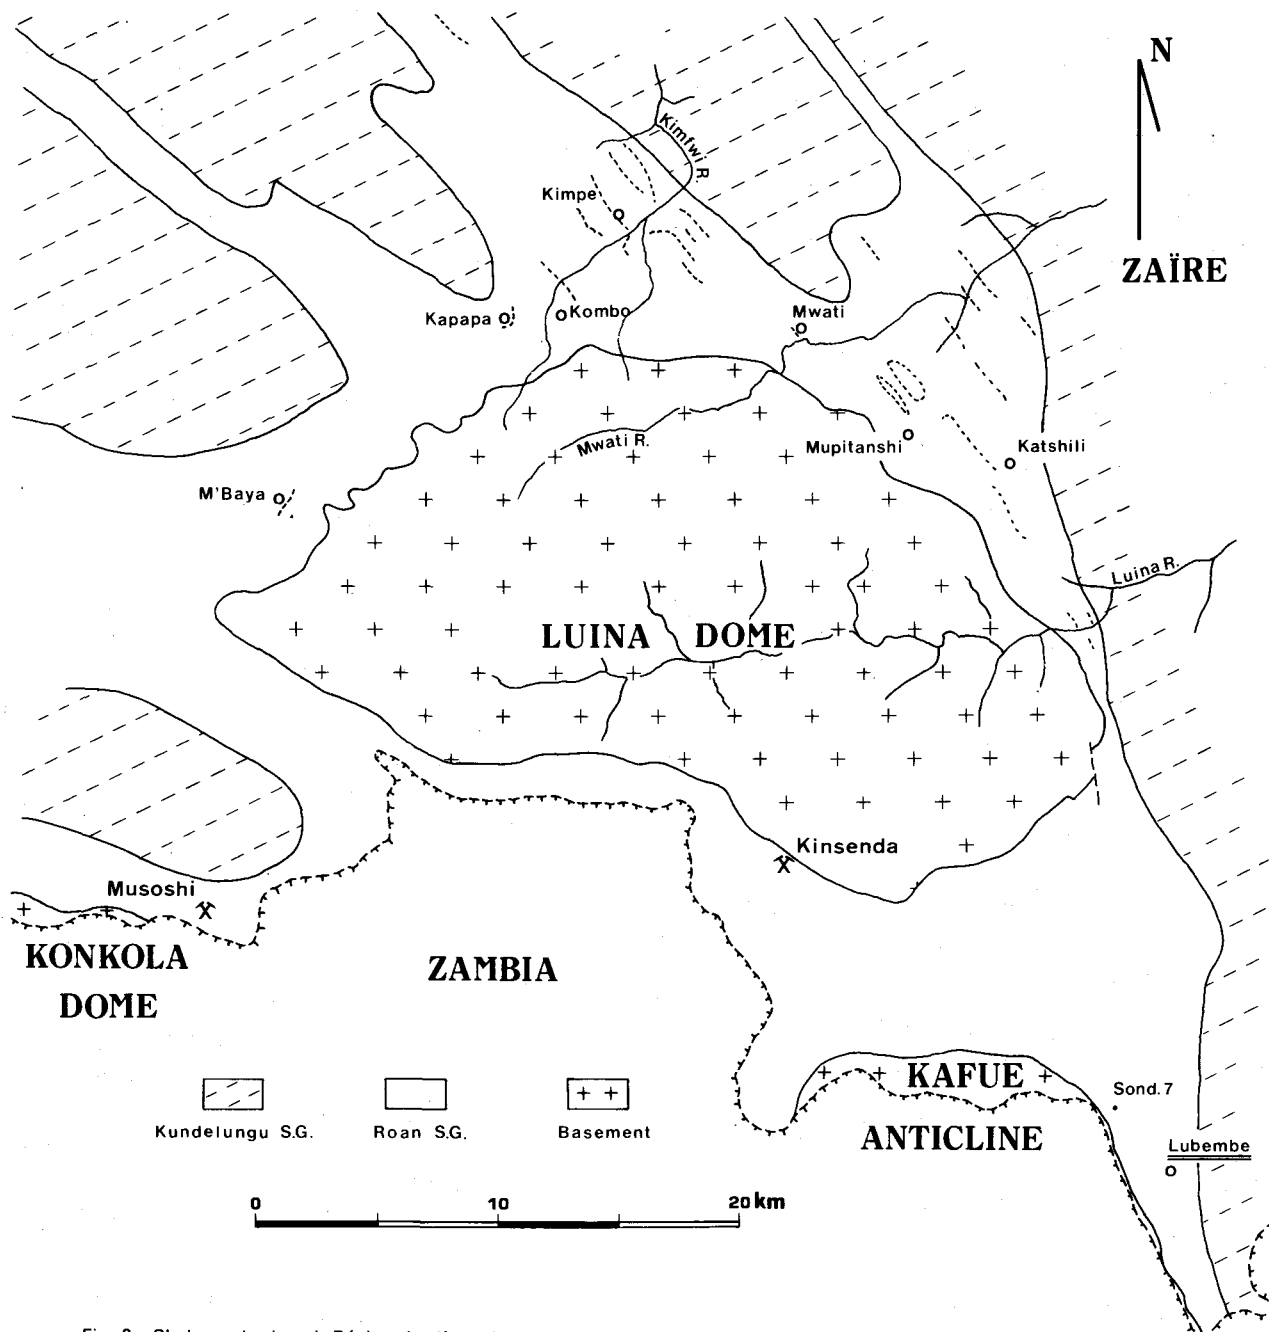 N
ZAÏRE
Kimfwi R.
Kimpe
Kapapa
Kombo
Mwati
Mwati R.
Mupitanshi
Katshili
M'Baya
Luina R.
LUINA DOME
Kinsenda
Musoshi
KONKOLA
DOME
ZAMBIA
KAFUE
ANTICLINE
Sond. 7
Lubembe
Kundelungu S.G.
Roan S.G.
Basement
0 10 20 km